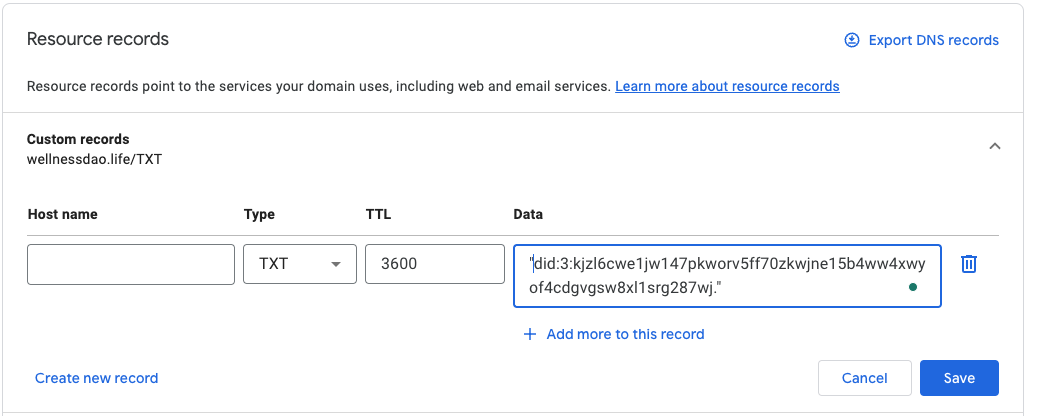 Resource records
Export DNS records
Resource records point to the services your domain uses, including web and email services. Learn more about resource records
Custom records
wellnessdao.life/TXT
Host name Type TTL Data
TXT 3600 "did:3:kjzl6cwe1jw147pkworv5ff70zkwjne15b4ww4xwy
of4cdgvgsw8xl1srg287wj."
Add more to this record
Create new record Cancel Save